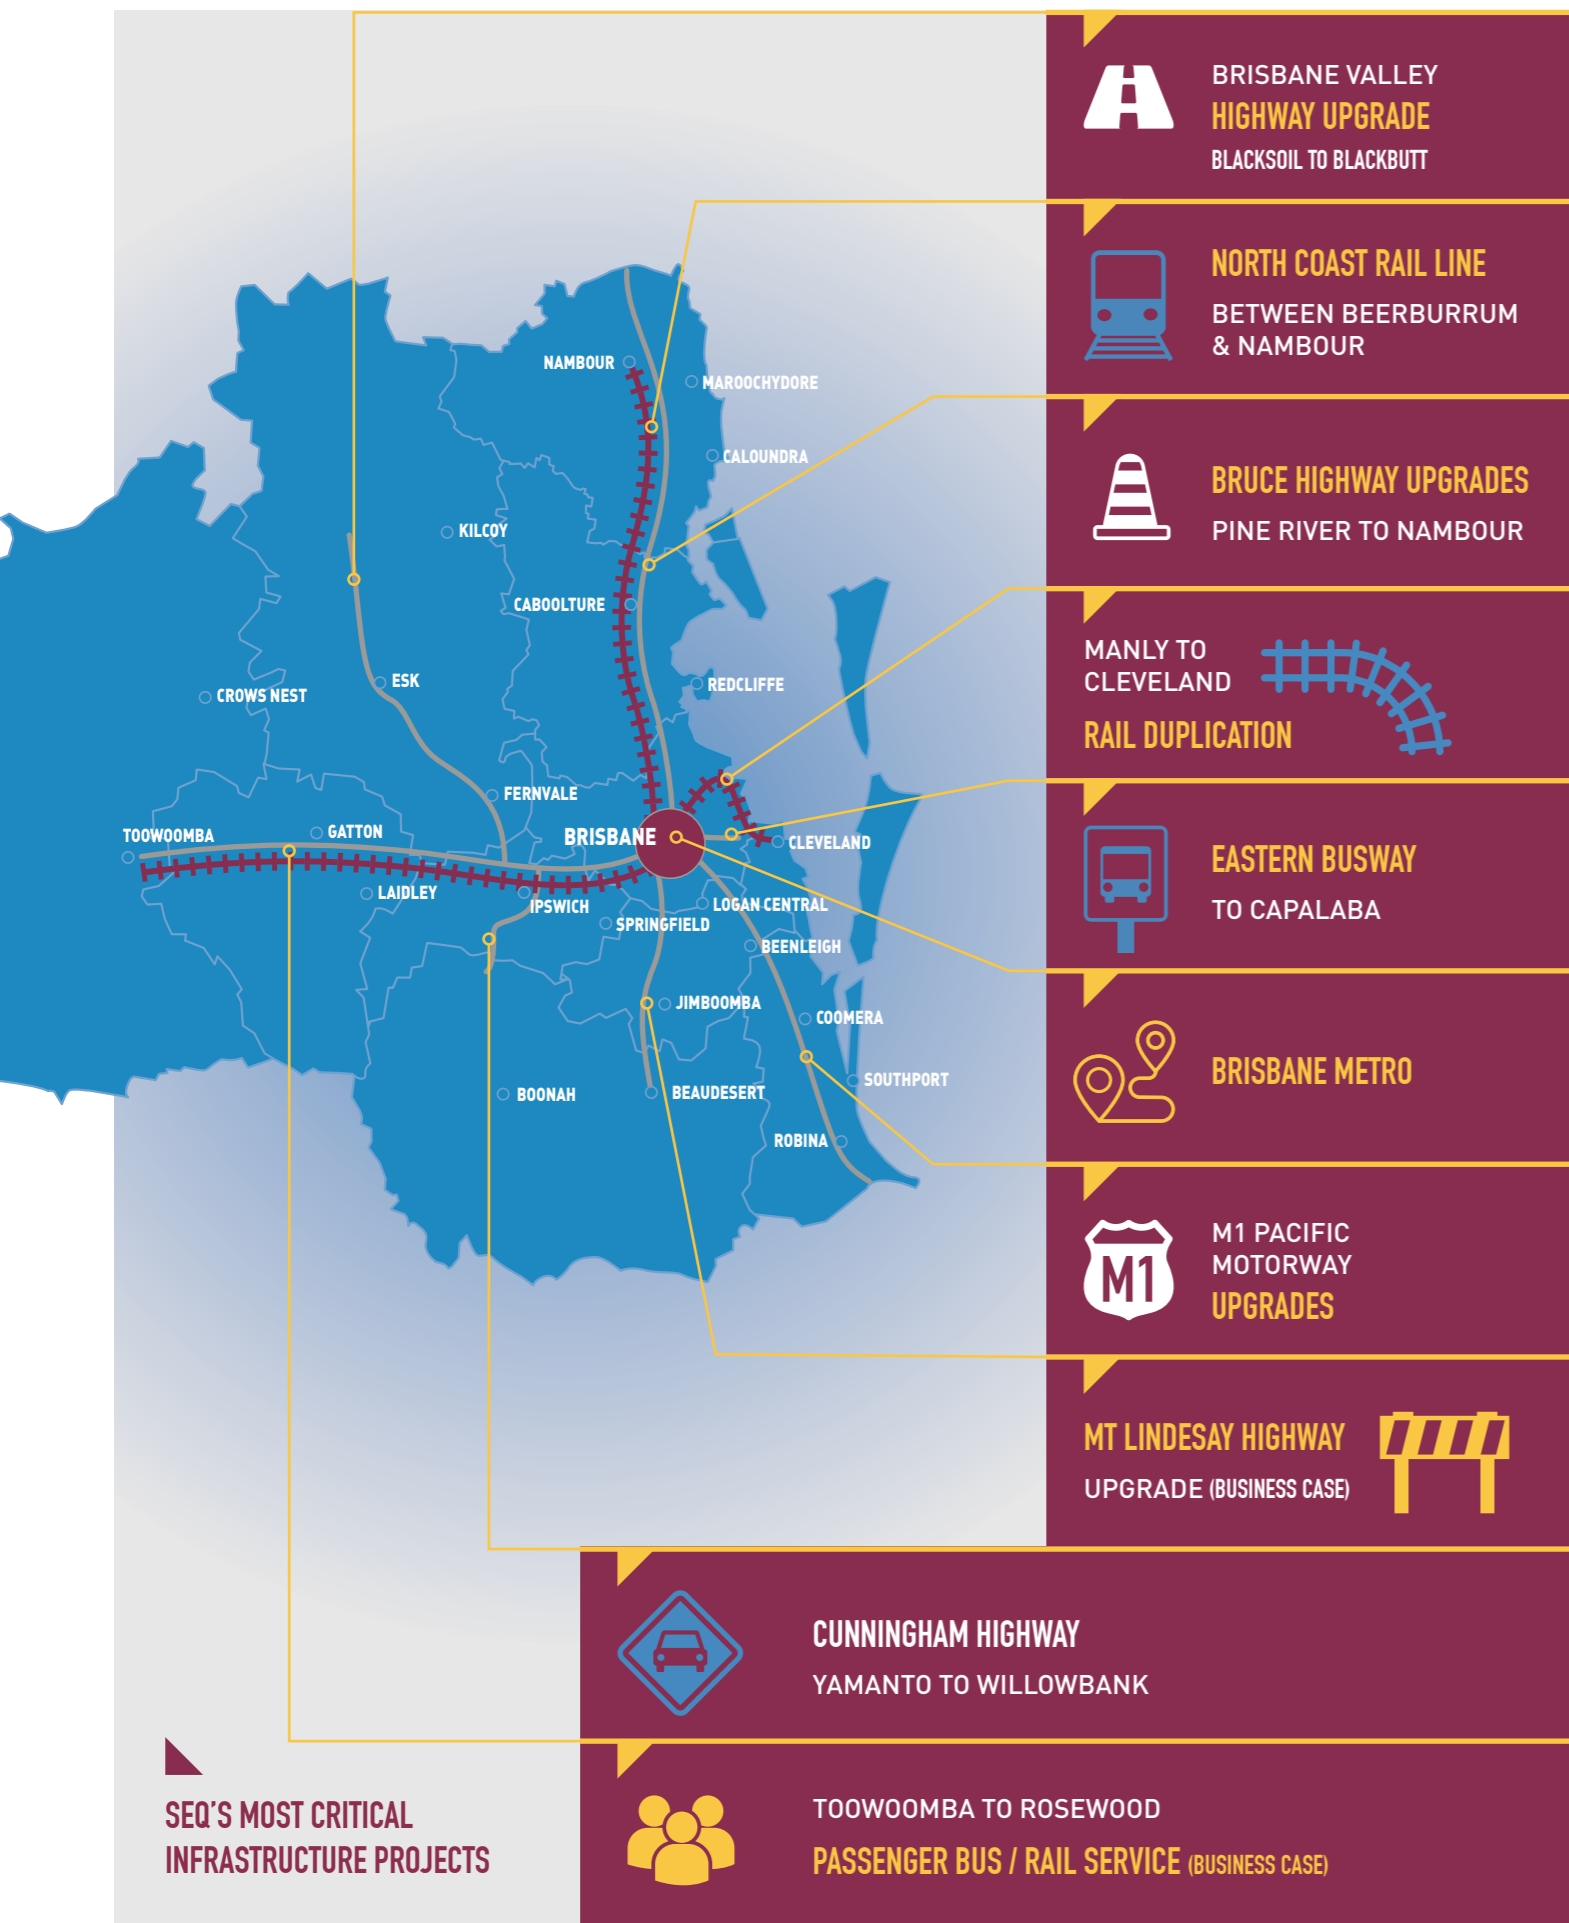 BRISBANE VALLEY
HIGHWAY UPGRADE
BLACKSOIL TO BLACKBUTT
NORTH COAST RAIL LINE
BETWEEN BEERBURRUM
& NAMBOUR
BRUCE HIGHWAY UPGRADES
PINE RIVER TO NAMBOUR
MANLY TO
CLEVELAND
RAIL DUPLICATION
EASTERN BUSWAY
TO CAPALABA
BRISBANE METRO
M1
M1 PACIFIC
MOTORWAY
UPGRADES
MT LINDESAY HIGHWAY
UPGRADE (BUSINESS CASE)
CUNNINGHAM HIGHWAY
YAMANTO TO WILLOWBANK
TOOWOOMBA TO ROSEWOOD
PASSENGER BUS / RAIL SERVICE (BUSINESS CASE)
NAMBOUR
MAROOCHYDORE
CALOUNDRA
KILCOY
CABOOLTURE
ESK
REDCLIFFE
CROWS NEST
FERNVALE
TOOWOOMBA
GATTON
BRISBANE
CLEVELAND
LAIDLEY
IPSWICH
LOGAN CENTRAL
SPRINGFIELD
BEENLEIGH
JIMBOOMBA
COOMERA
SOUTHPORT
BOONAH
BEAUDESERT
ROBINA
SEQ'S MOST CRITICAL
INFRASTRUCTURE PROJECTS